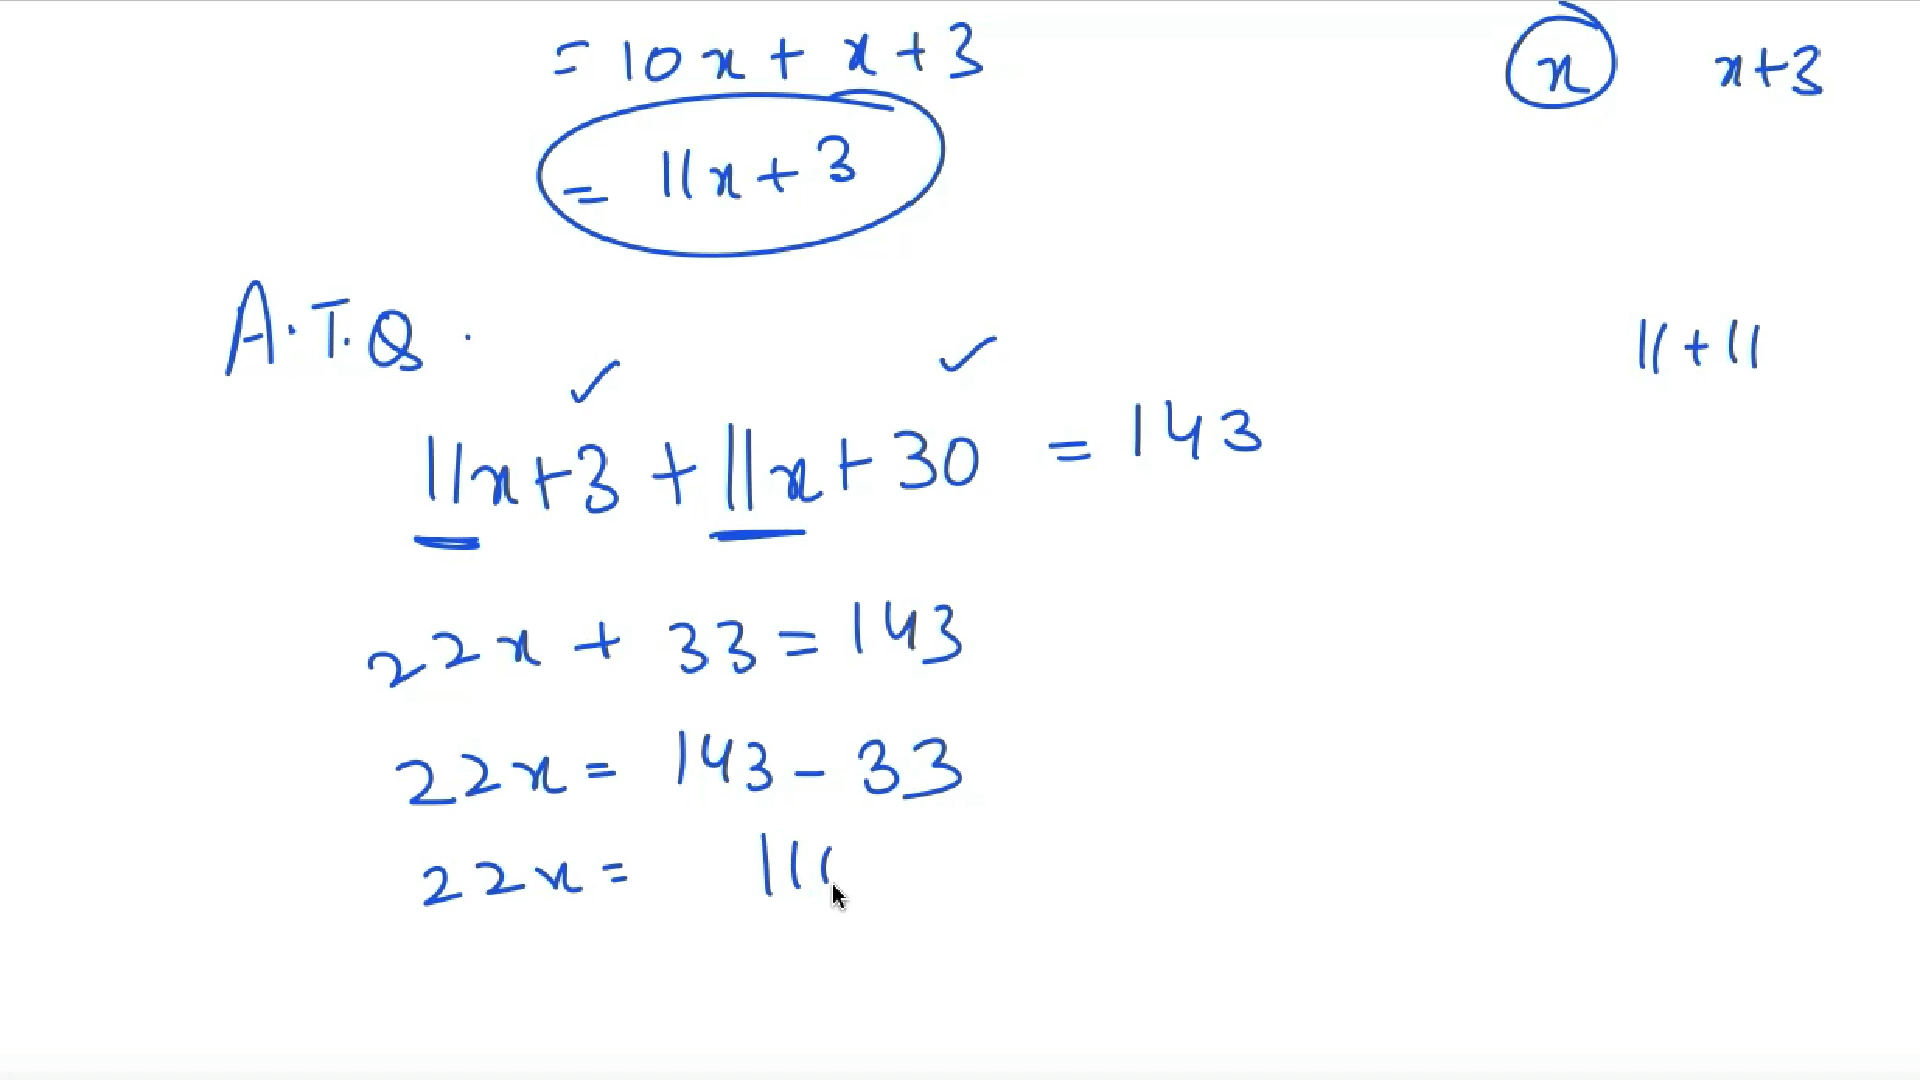 = 10x + x + 3
x x+3
= 11x + 3
A.T.Q.
11 + 11
11x+3 + 11x + 30 = 143
22x + 33 = 143
22x = 143 - 33
22x = 11